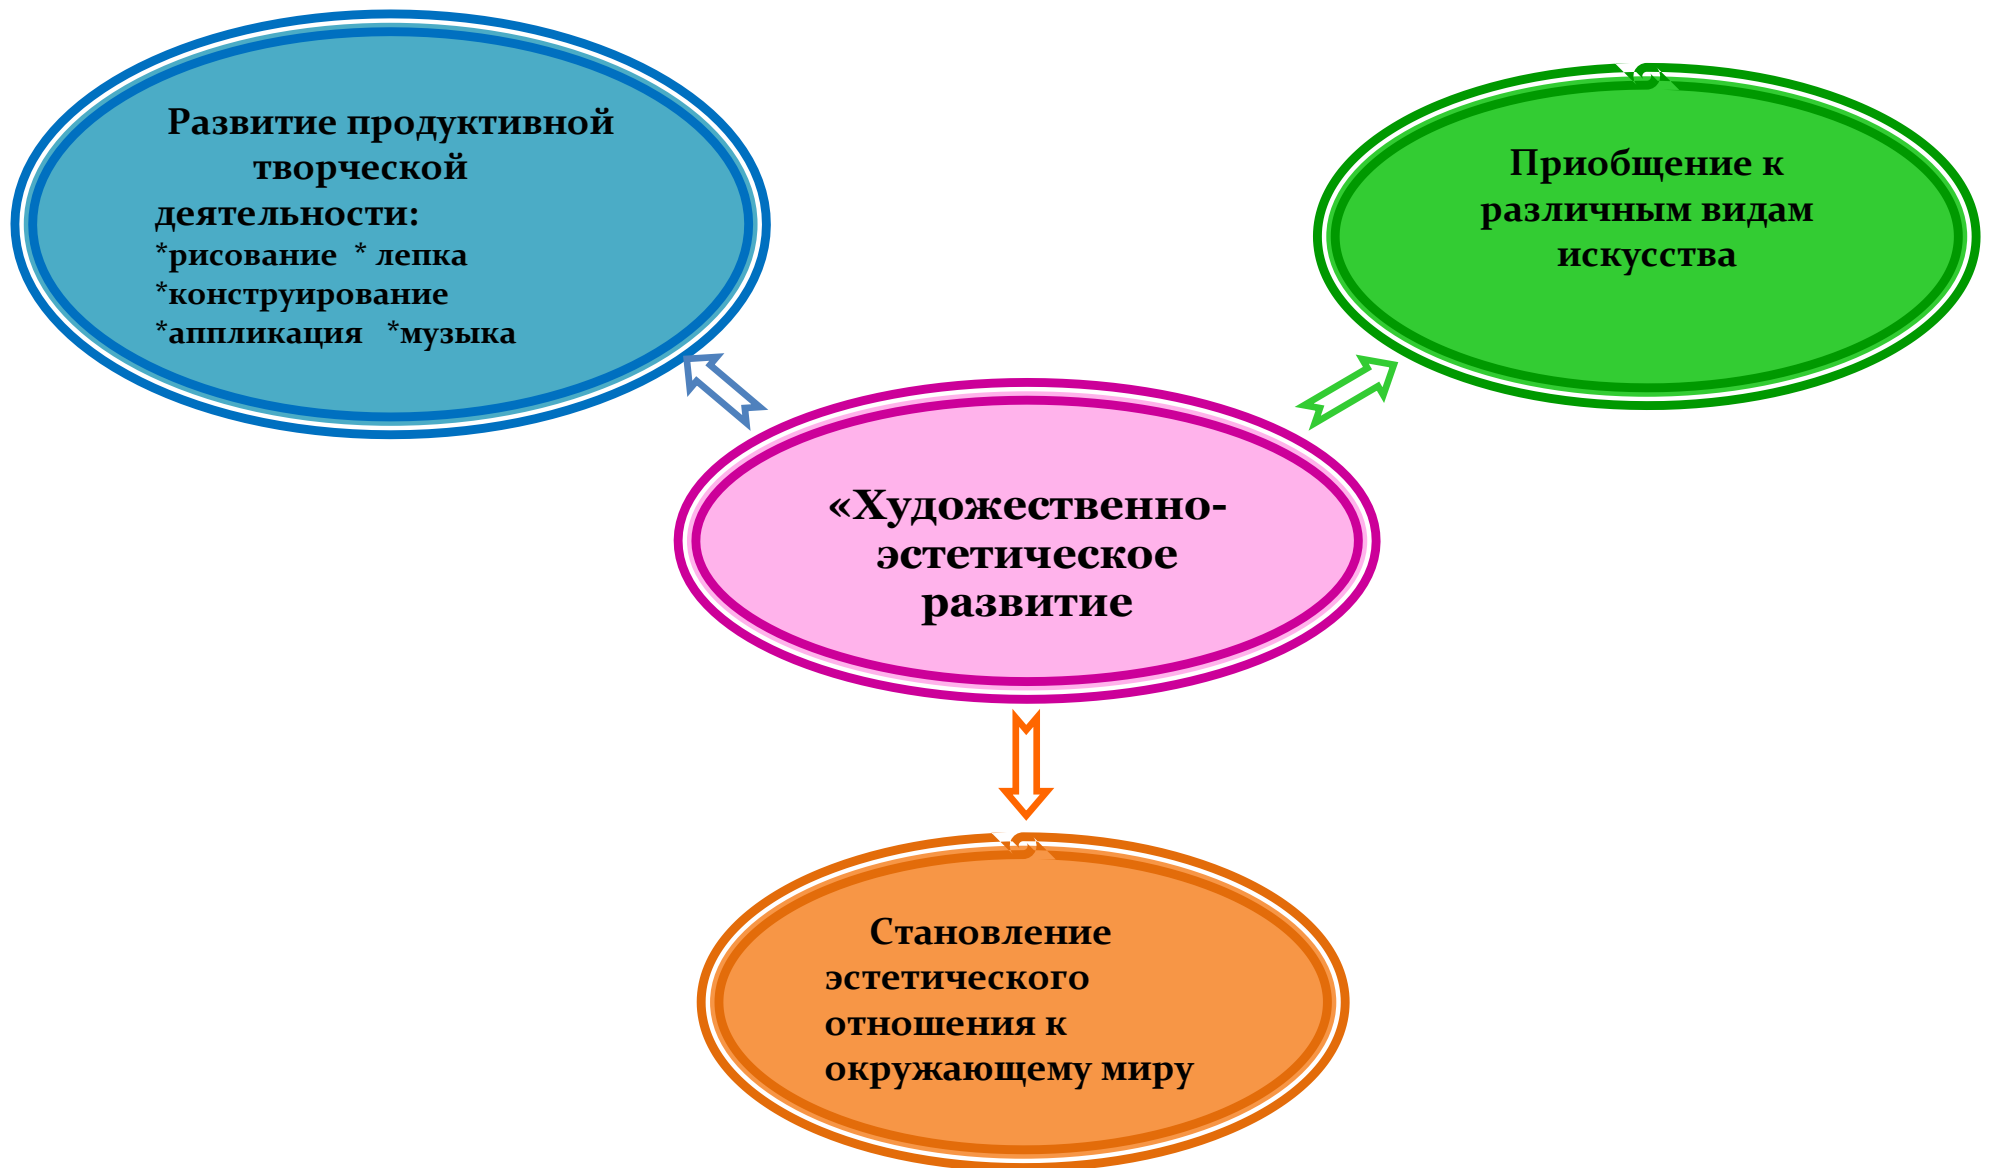 Развитие продуктивной
творческой
деятельности:
*рисование * лепка
*конструирование
*аппликация *музыка
Приобщение к
различным видам
искусства
«Художественно-
эстетическое
развитие
Становление
эстетического
отношения к
окружающему миру